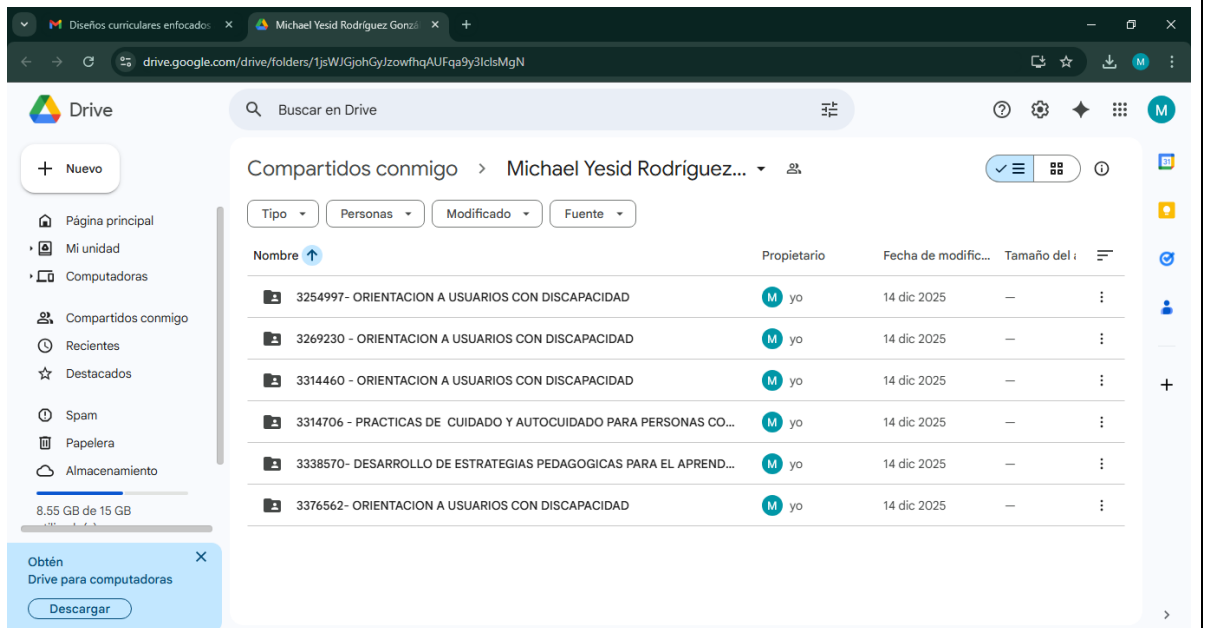 Diseños curriculares enfocados
Michael Yesid Rodríguez Gonzá
drive.google.com/drive/folders/1jsWJGjohGyJzowfhqAUFqa9y3IclsMgN
M
Drive
Buscar en Drive
M
Nuevo
Compartidos conmigo > Michael Yesid Rodríguez...
31
Tipo Personas Modificado Fuente
Página principal
Mi unidad
Computadoras
Compartidos conmigo
Recientes
Destacados
Spam
Papelera
Almacenamiento
8.55 GB de 15 GB
Obtén
Drive para computadoras
Descargar
Nombre Propietario Fecha de modific... Tamaño del
3254997- ORIENTACION A USUARIOS CON DISCAPACIDAD M yo 14 dic 2025 —
3269230 - ORIENTACION A USUARIOS CON DISCAPACIDAD M yo 14 dic 2025 —
3314460 - ORIENTACION A USUARIOS CON DISCAPACIDAD M yo 14 dic 2025 —
3314706 - PRACTICAS DE CUIDADO Y AUTOCUIDADO PARA PERSONAS CO... M yo 14 dic 2025 —
3338570- DESARROLLO DE ESTRATEGIAS PEDAGOGICAS PARA EL APREND... M yo 14 dic 2025 —
3376562- ORIENTACION A USUARIOS CON DISCAPACIDAD M yo 14 dic 2025 —